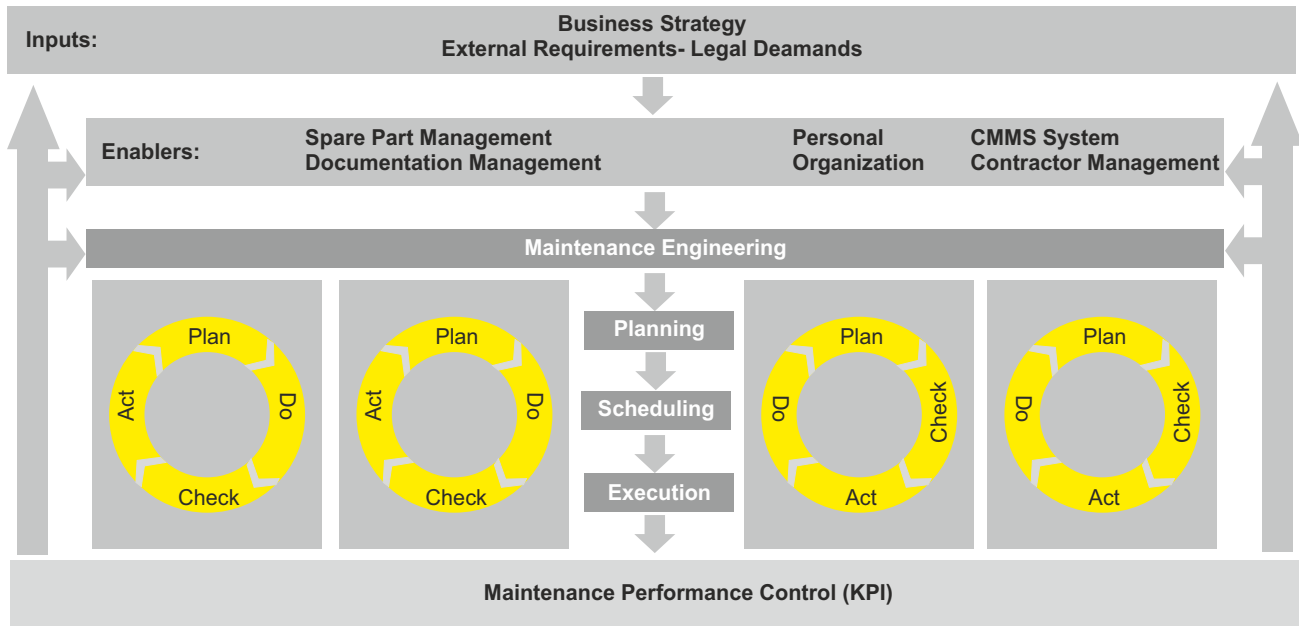 Inputs:
Business Strategy
External Requirements- Legal Deamands
Enablers:
Spare Part Management
Documentation Management
Personal
Organization
CMMS System
Contractor Management
Maintenance Engineering
Plan
Do
Check
Act
Plan
Do
Check
Act
Planning
Scheduling
Execution
Plan
Check
Act
Do
Plan
Check
Act
Do
Maintenance Performance Control (KPI)